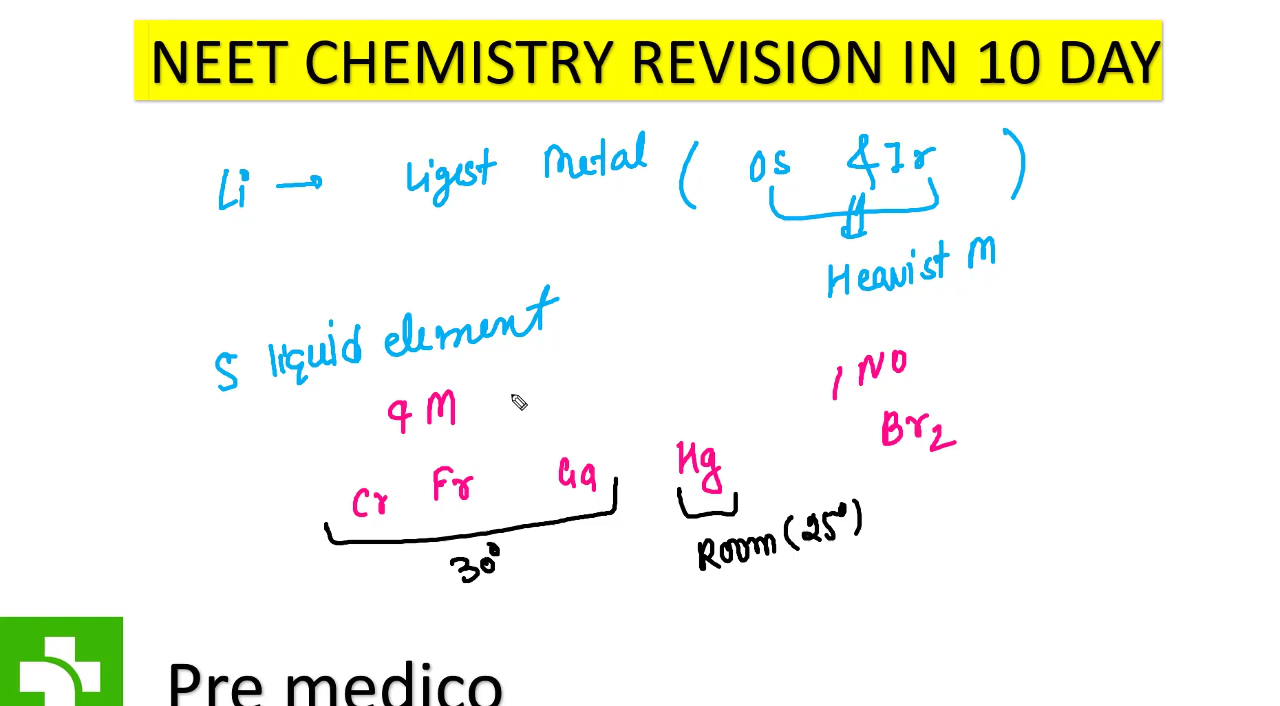 NEET CHEMISTRY REVISION IN 10 DAY
Li → Ligest Metal ( Os & Ir )
Heavist M
5 liquid element
4 M
1 NO
Br2
Cr Fr Ga Hg
30° Room (25°)
Pre medico